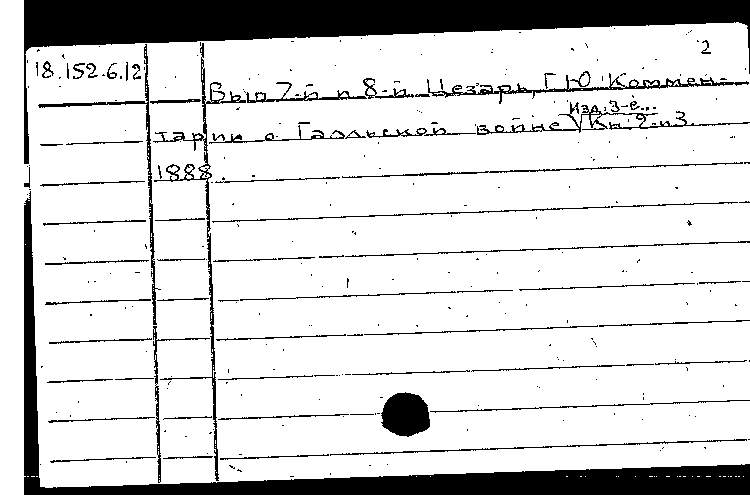 2
18.152.6.12
Вып 7-й и 8-й Цезарь, Г.Ю. Коммен-
Изд. 3-е..
тарии о Галльской войне √ Кн. 2 и 3.
1888.